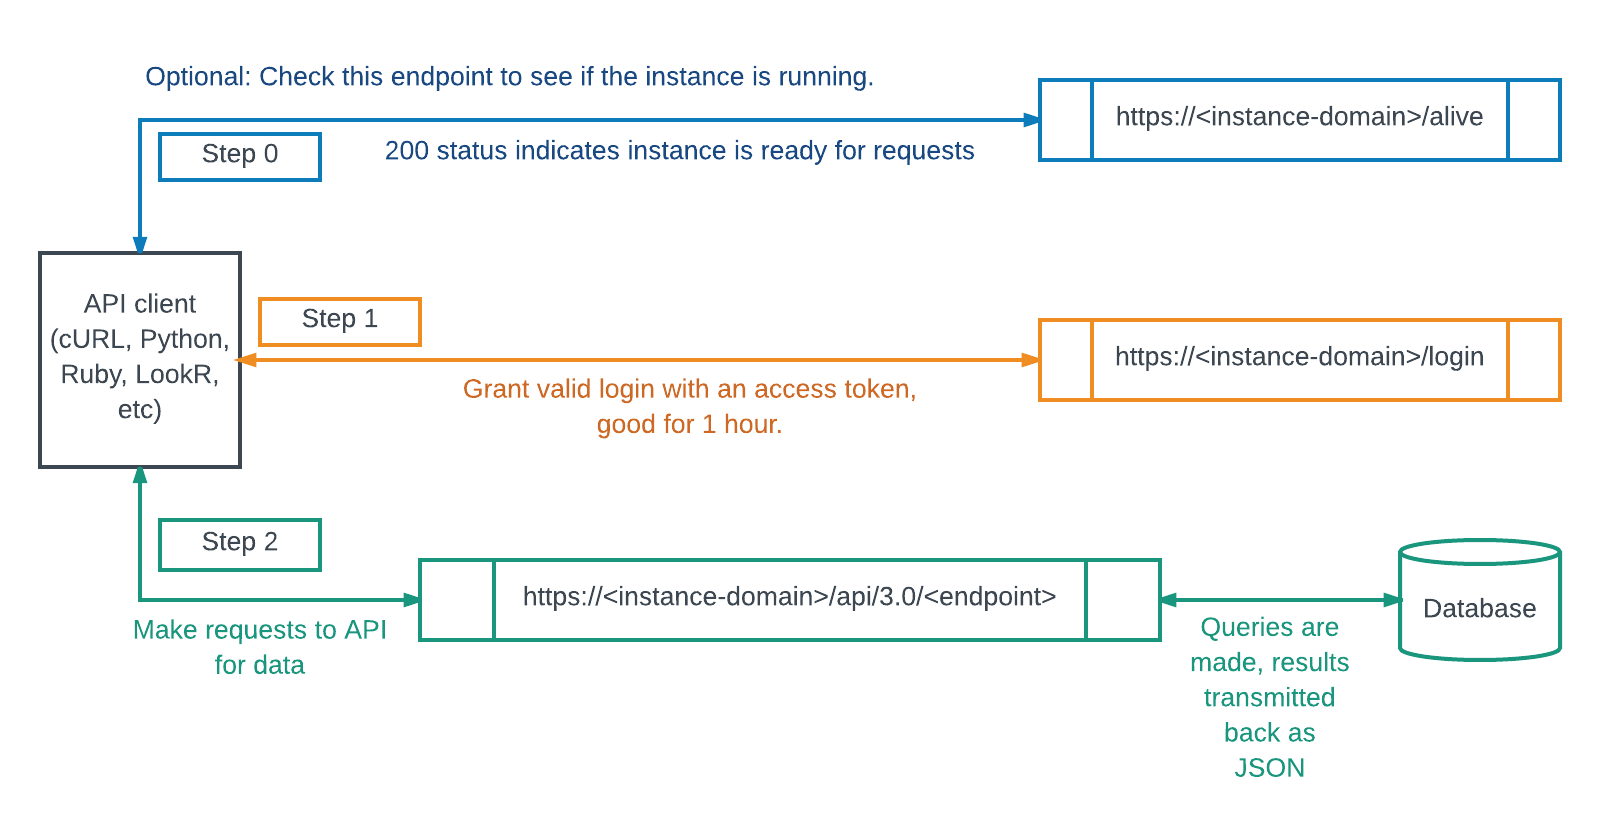 Optional: Check this endpoint to see if the instance is running.
https://<instance-domain>/alive
Step 0
200 status indicates instance is ready for requests
API client
(cURL, Python,
Ruby, LookR,
etc)
Step 1
https://<instance-domain>/login
Grant valid login with an access token,
good for 1 hour.
Step 2
https://<instance-domain>/api/3.0/<endpoint>
Database
Make requests to API
for data
Queries are
made, results
transmitted
back as
JSON